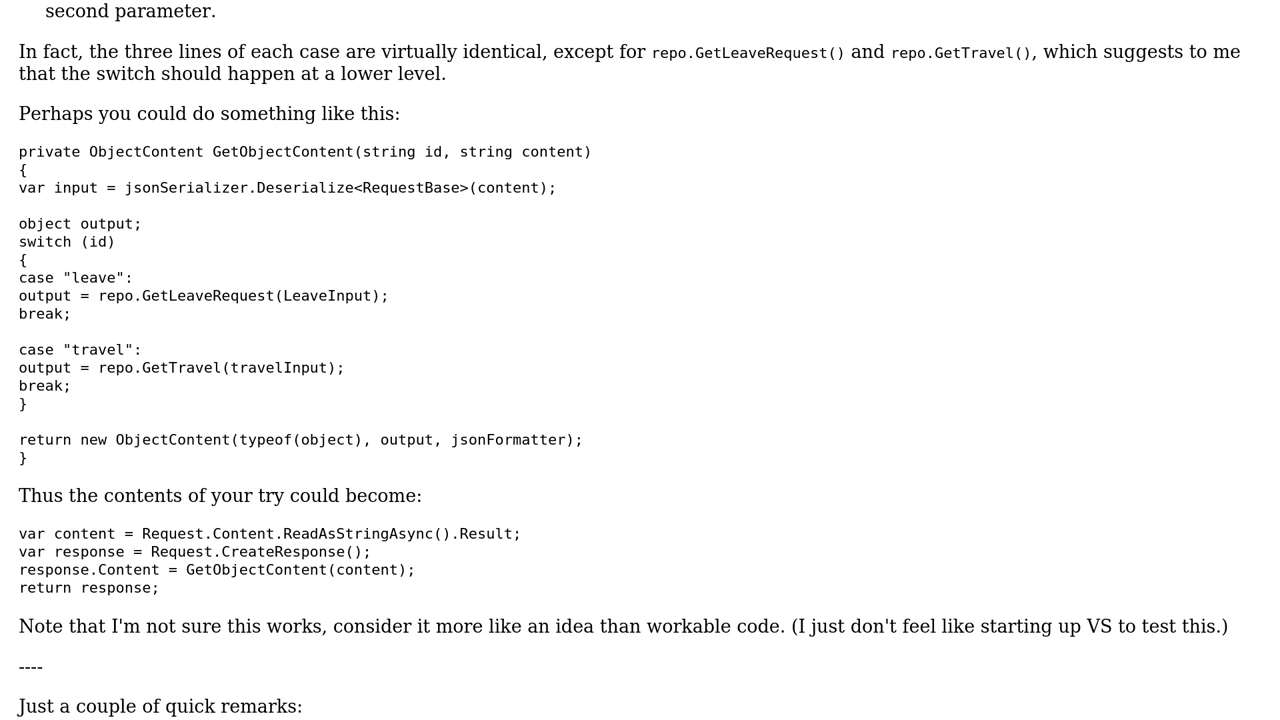 second parameter.
In fact, the three lines of each case are virtually identical, except for repo.GetLeaveRequest() and repo.GetTravel(), which suggests to me
that the switch should happen at a lower level.
Perhaps you could do something like this:
private ObjectContent GetObjectContent(string id, string content)
{
var input = jsonSerializer.Deserialize<RequestBase>(content);
object output;
switch (id)
{
case "leave":
output = repo.GetLeaveRequest(LeaveInput);
break;
case "travel":
output = repo.GetTravel(travelInput);
break;
}
return new ObjectContent(typeof(object), output, jsonFormatter);
}
Thus the contents of your try could become:
var content = Request.Content.ReadAsStringAsync().Result;
var response = Request.CreateResponse();
response.Content = GetObjectContent(content);
return response;
Note that I'm not sure this works, consider it more like an idea than workable code. (I just don't feel like starting up VS to test this.)
----
Just a couple of quick remarks: